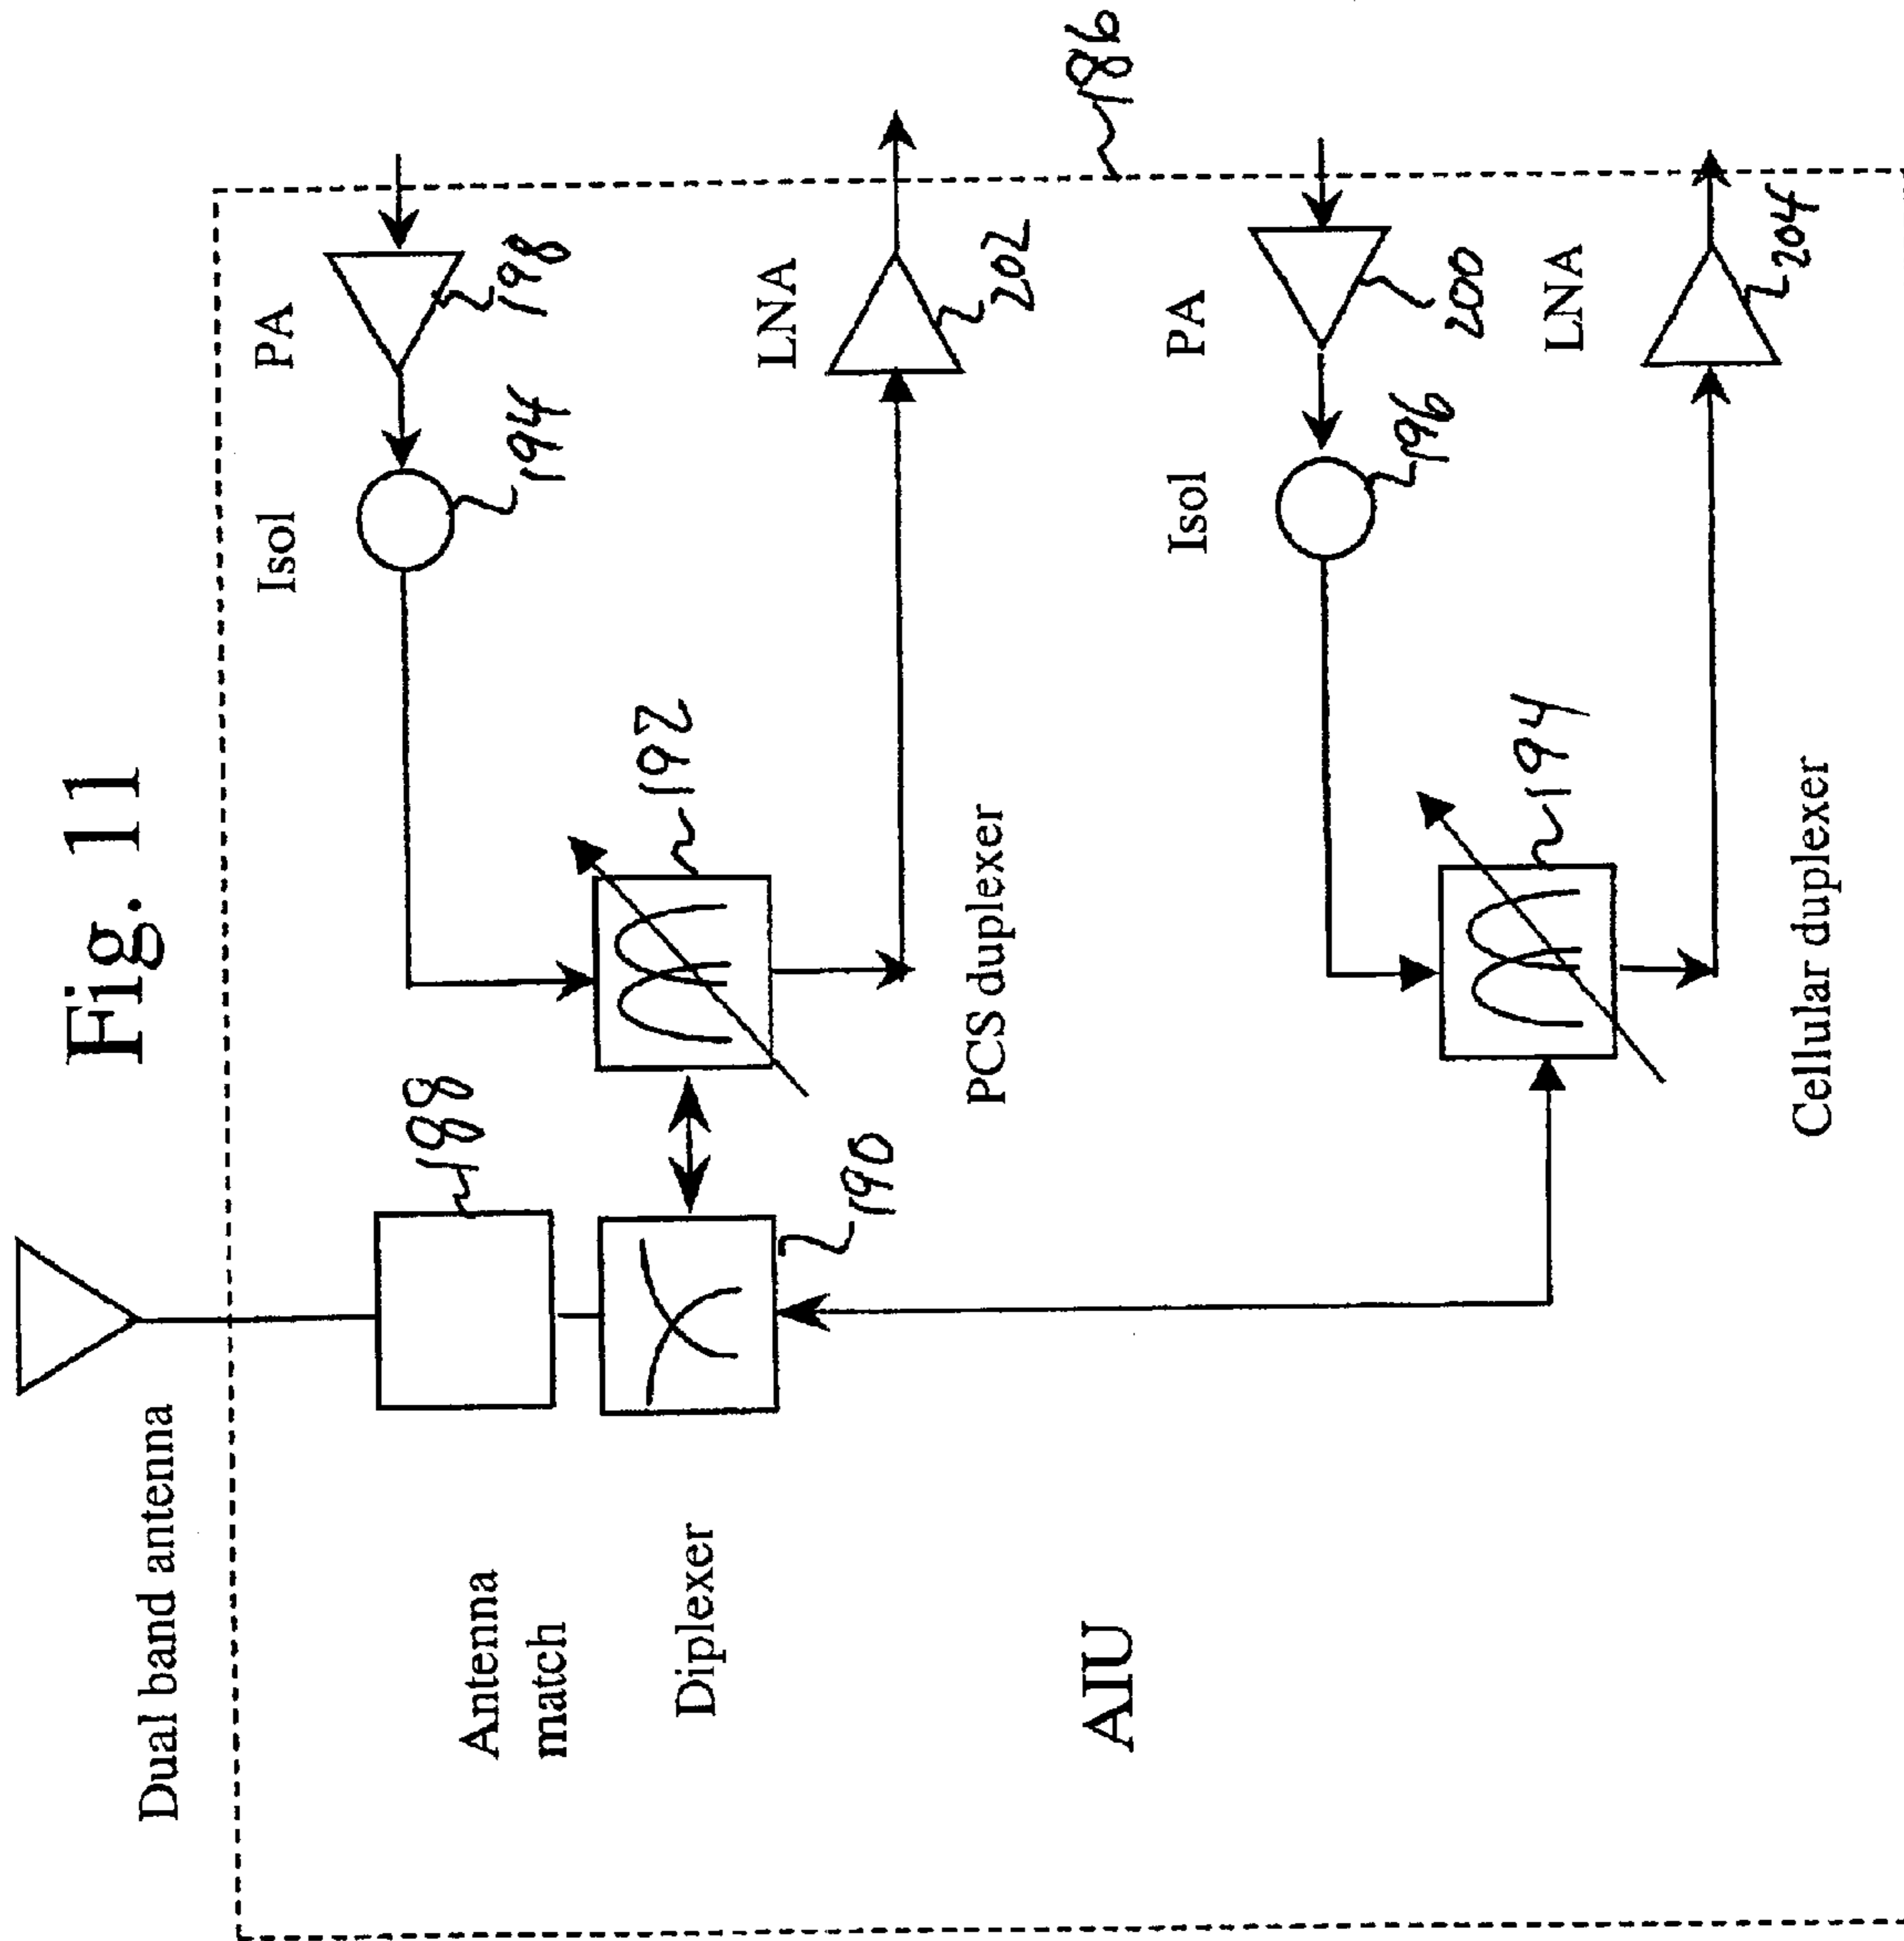 Fig. 11
Dual band antenna
Antenna
match
188
Diplexer
190
192
PCS duplexer
Isol
194
PA
198
LNA
202
186
AIU
Isol
196
PA
200
194
Cellular duplexer
LNA
204